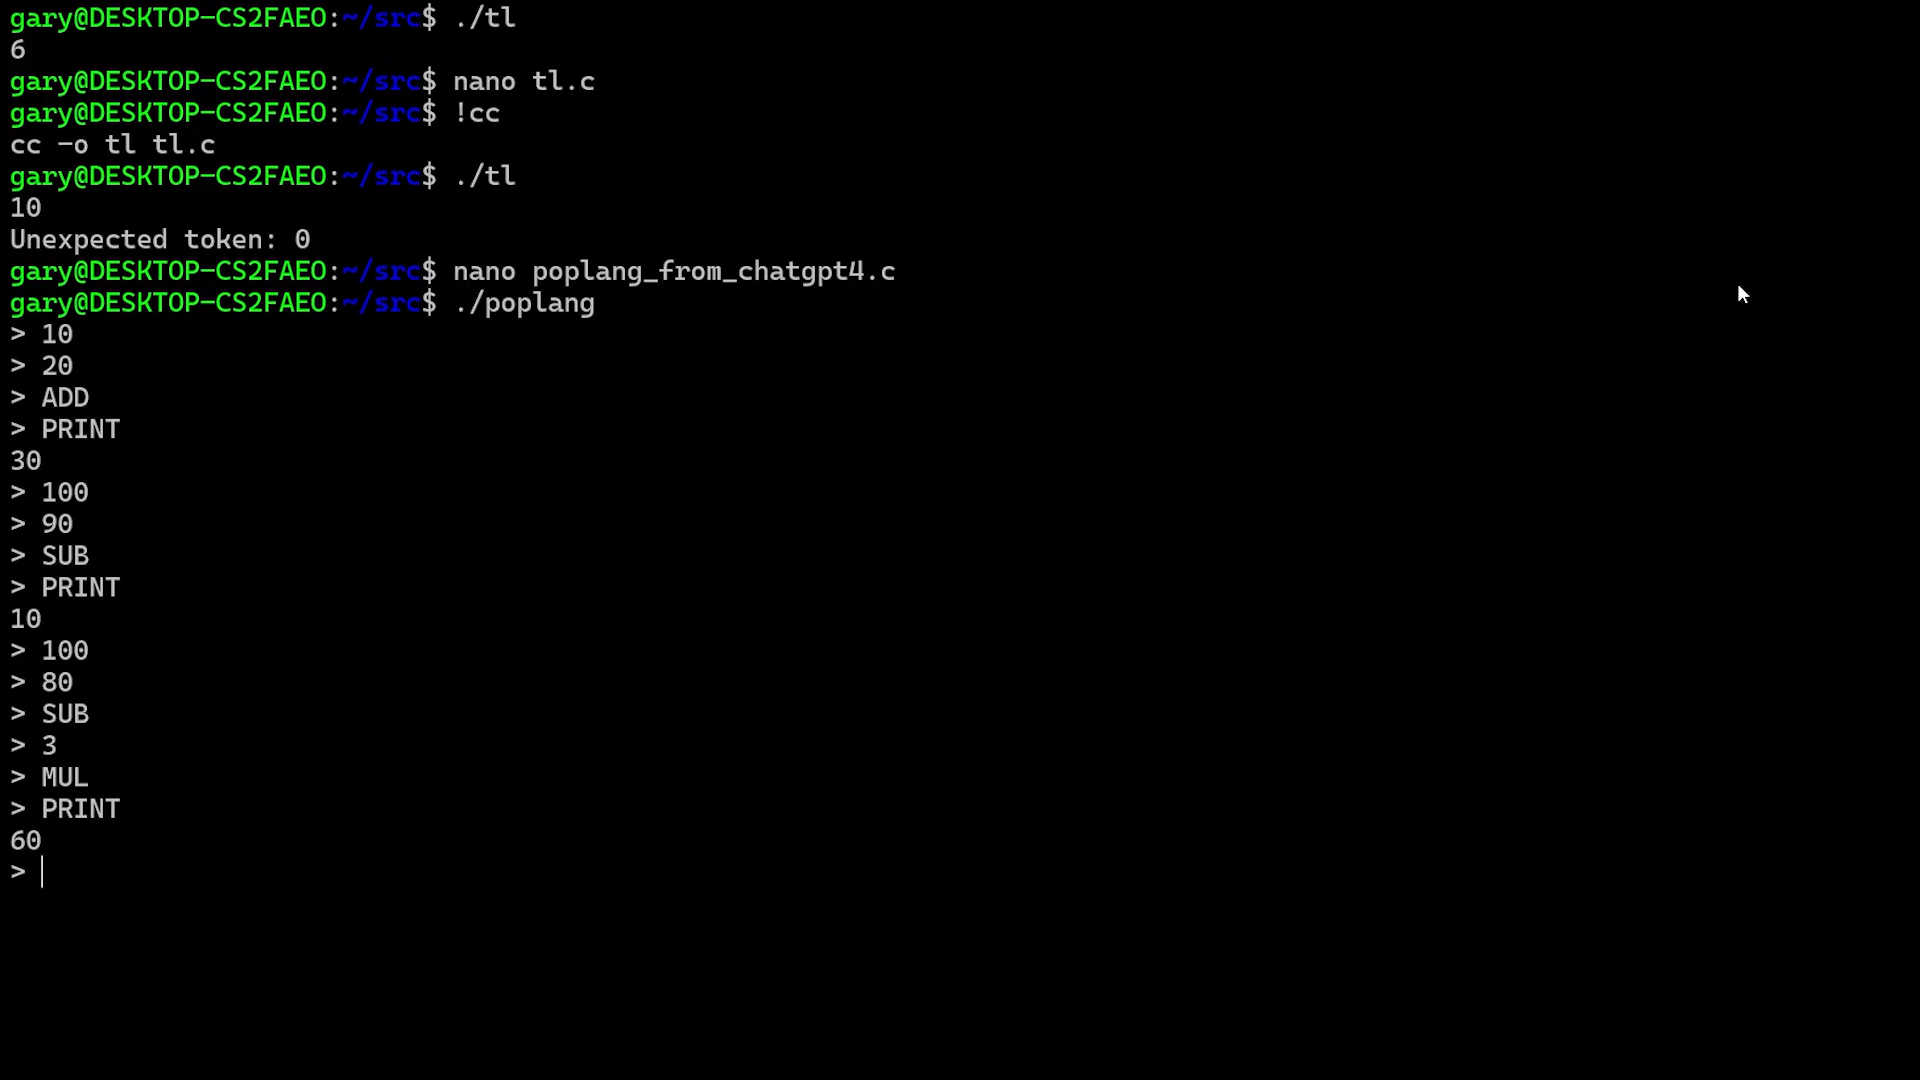 gary@DESKTOP-CS2FAEO:~/src$ ./tl
6
gary@DESKTOP-CS2FAEO:~/src$ nano tl.c
gary@DESKTOP-CS2FAEO:~/src$ !cc
cc -o tl tl.c
gary@DESKTOP-CS2FAEO:~/src$ ./tl
10
Unexpected token: 0
gary@DESKTOP-CS2FAEO:~/src$ nano poplang_from_chatgpt4.c
gary@DESKTOP-CS2FAEO:~/src$ ./poplang
> 10
> 20
> ADD
> PRINT
30
> 100
> 90
> SUB
> PRINT
10
> 100
> 80
> SUB
> 3
> MUL
> PRINT
60
>